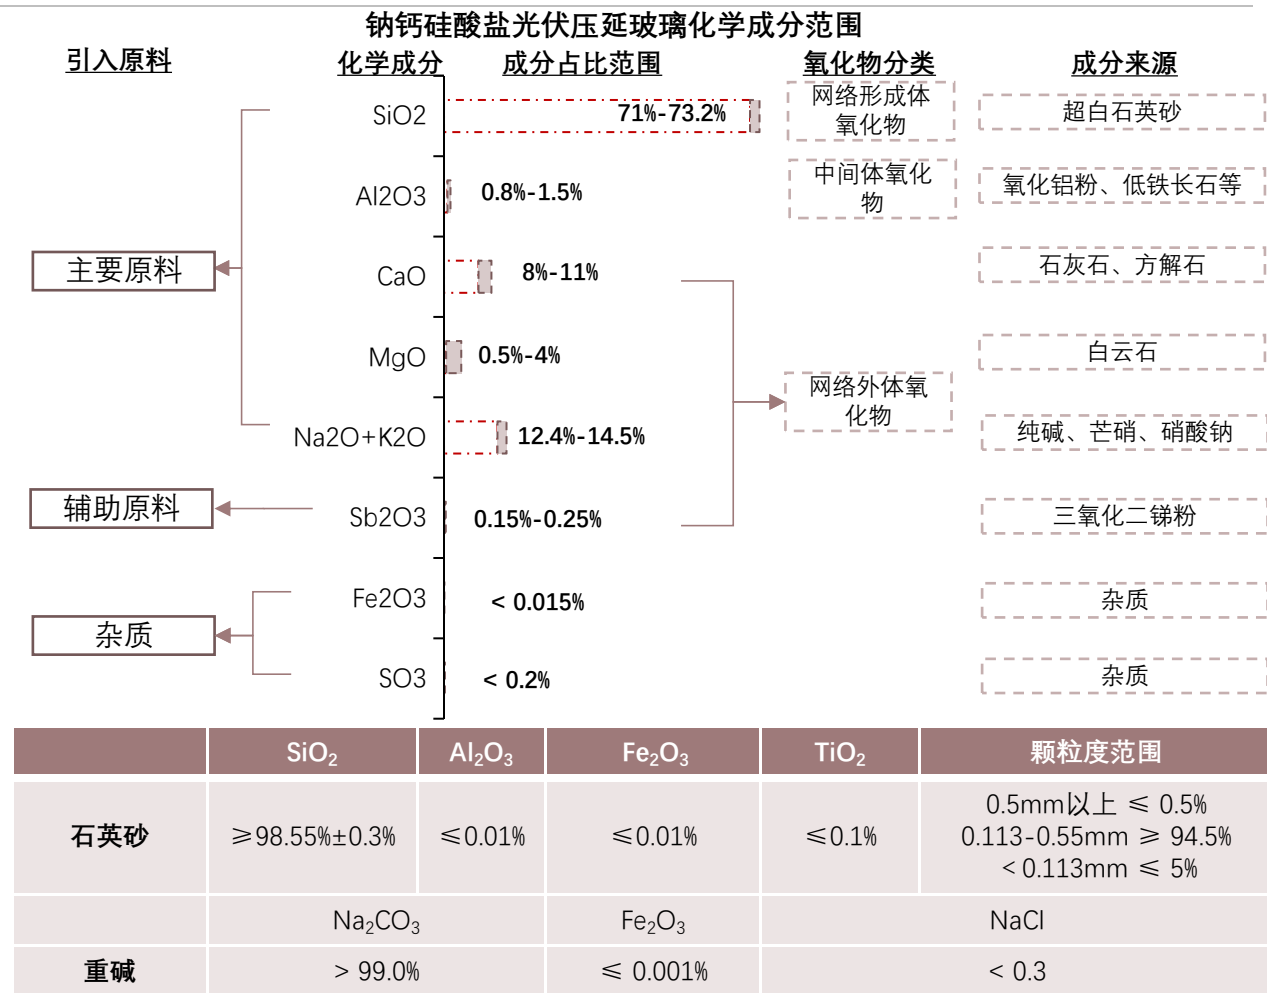 钠钙硅酸盐光伏压延玻璃化学成分范围
引入原料 化学成分 成分占比范围 氧化物分类 成分来源
SiO2 71%-73.2% 网络形成体
氧化物 超白石英砂
Al2O3 0.8%-1.5% 中间体氧化
物 氧化铝粉、低铁长石等
主要原料 CaO 8%-11% 石灰石、方解石
MgO 0.5%-4% 白云石
网络外体氧
化物
Na2O+K2O 12.4%-14.5% 纯碱、芒硝、硝酸钠
辅助原料 Sb2O3 0.15%-0.25% 三氧化二锑粉
Fe2O3 < 0.015% 杂质
杂质
SO3 < 0.2% 杂质
SiO₂ Al₂O₃ Fe₂O₃ TiO₂ 颗粒度范围
石英砂 ≥98.55%±0.3% ≤0.01% ≤0.01% ≤0.1% 0.5mm以上 ≤ 0.5%
0.113-0.55mm ≥ 94.5%
< 0.113mm ≤ 5%
Na₂CO₃ Fe₂O₃ NaCl
重碱 > 99.0% ≤ 0.001% < 0.3